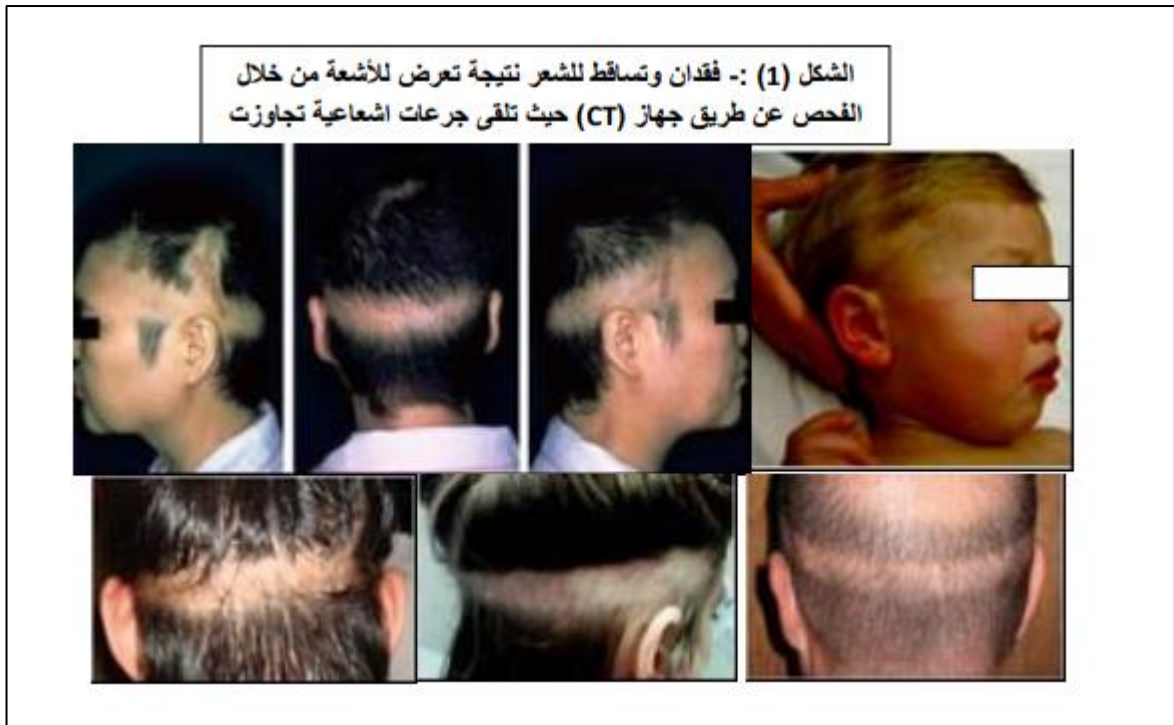 الشكل (1) :- فقدان وتساقط للشعر نتيجة تعرض للأشعة من خلال
الفحص عن طريق جهاز (CT) حيث تلقى جرعات اشعاعية تجاوزت